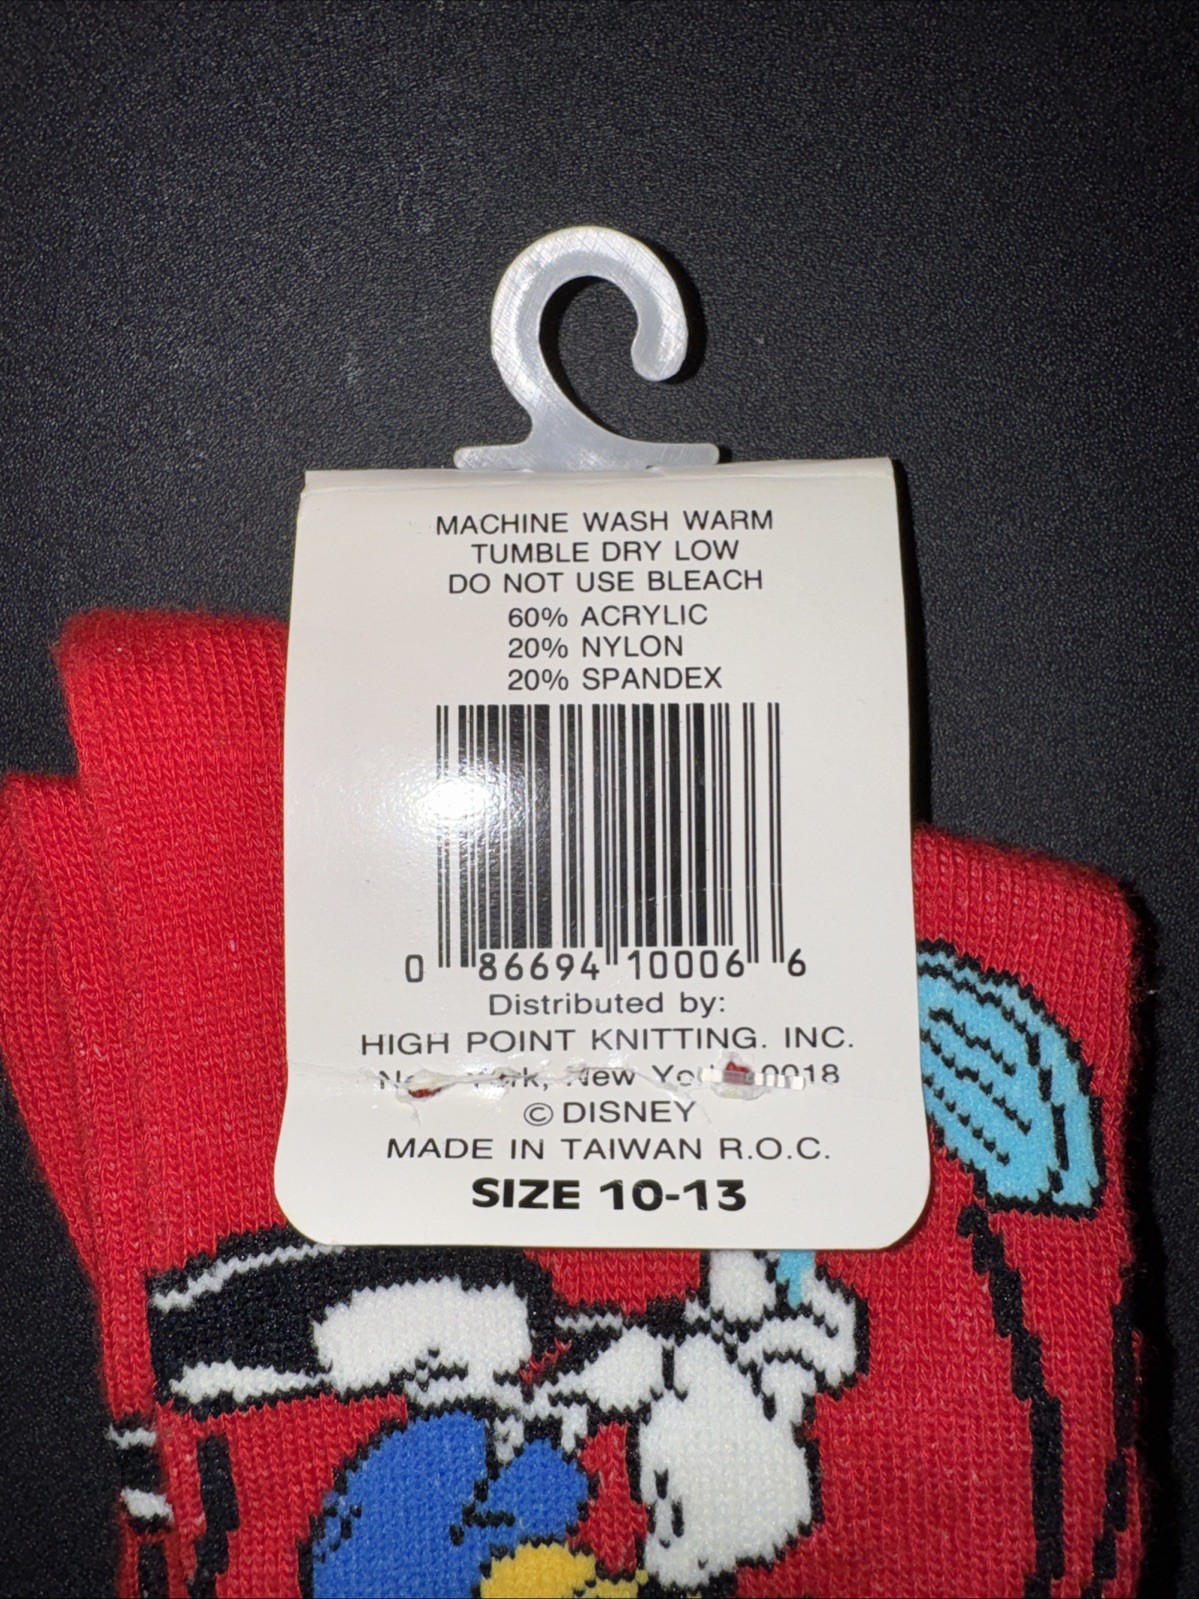 MACHINE WASH WARM
TUMBLE DRY LOW
DO NOT USE BLEACH
60% ACRYLIC
20% NYLON
20% SPANDEX
0 86694 10006 6
Distributed by:
HIGH POINT KNITTING. INC.
New York
© DISNEY
MADE IN TAIWAN R.O.C.
SIZE 10-13